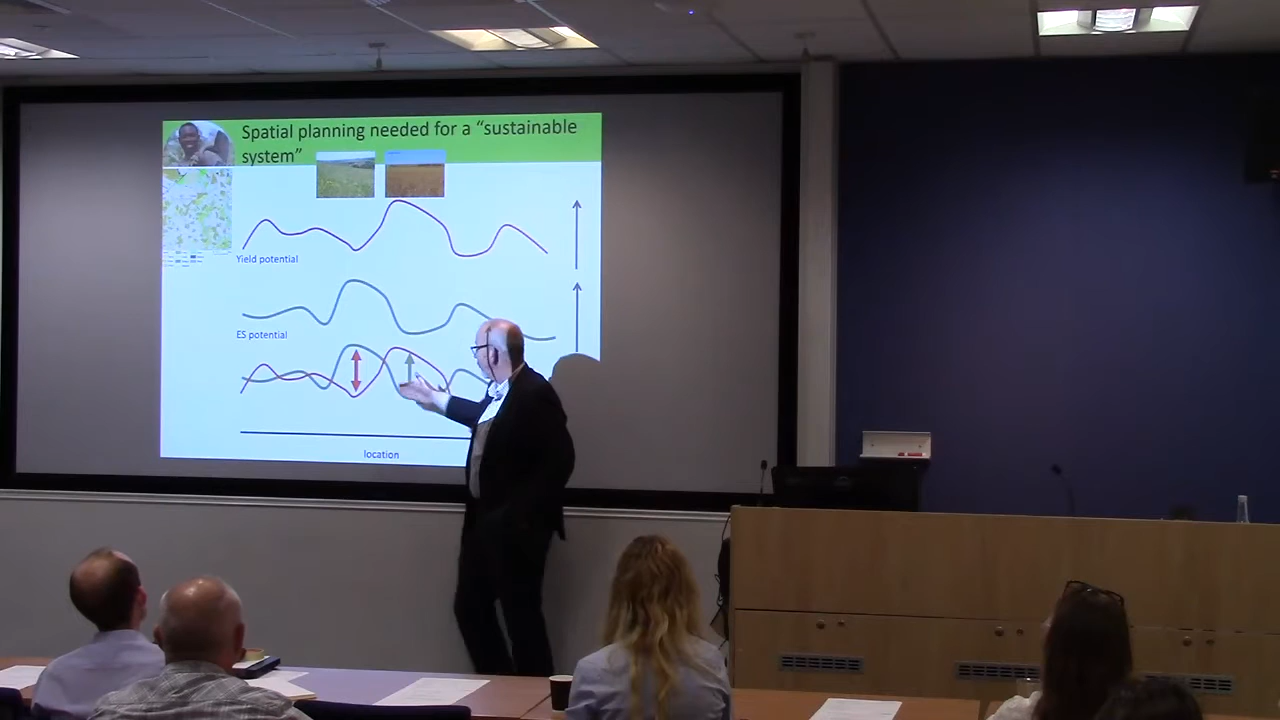 Spatial planning needed for a “sustainable
system”
Yield potential
ES potential
location